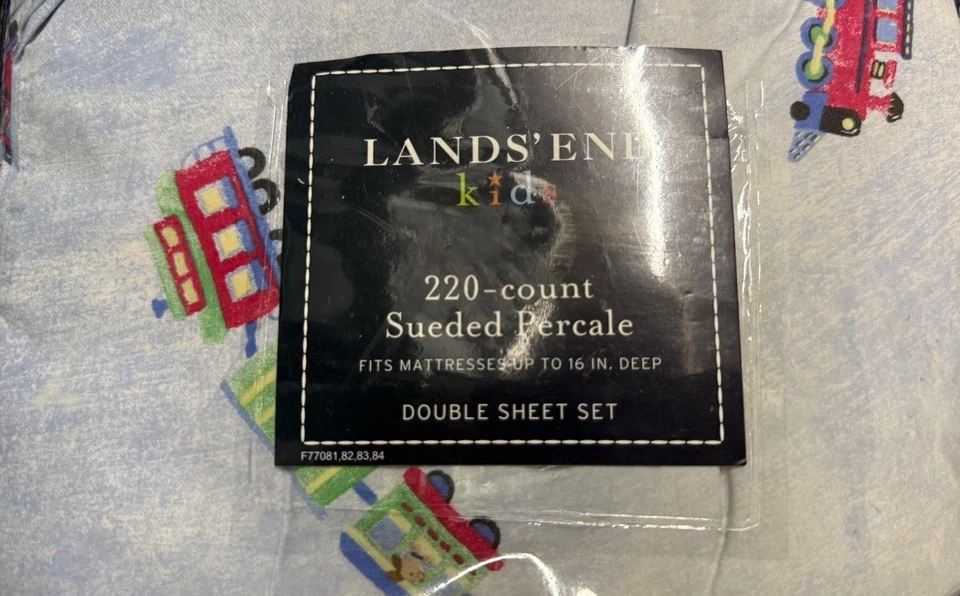 LANDS' END
kids
220-count
Sueded Percale
FITS MATTRESSES UP TO 16 IN. DEEP
DOUBLE SHEET SET
F77081,82,83,84